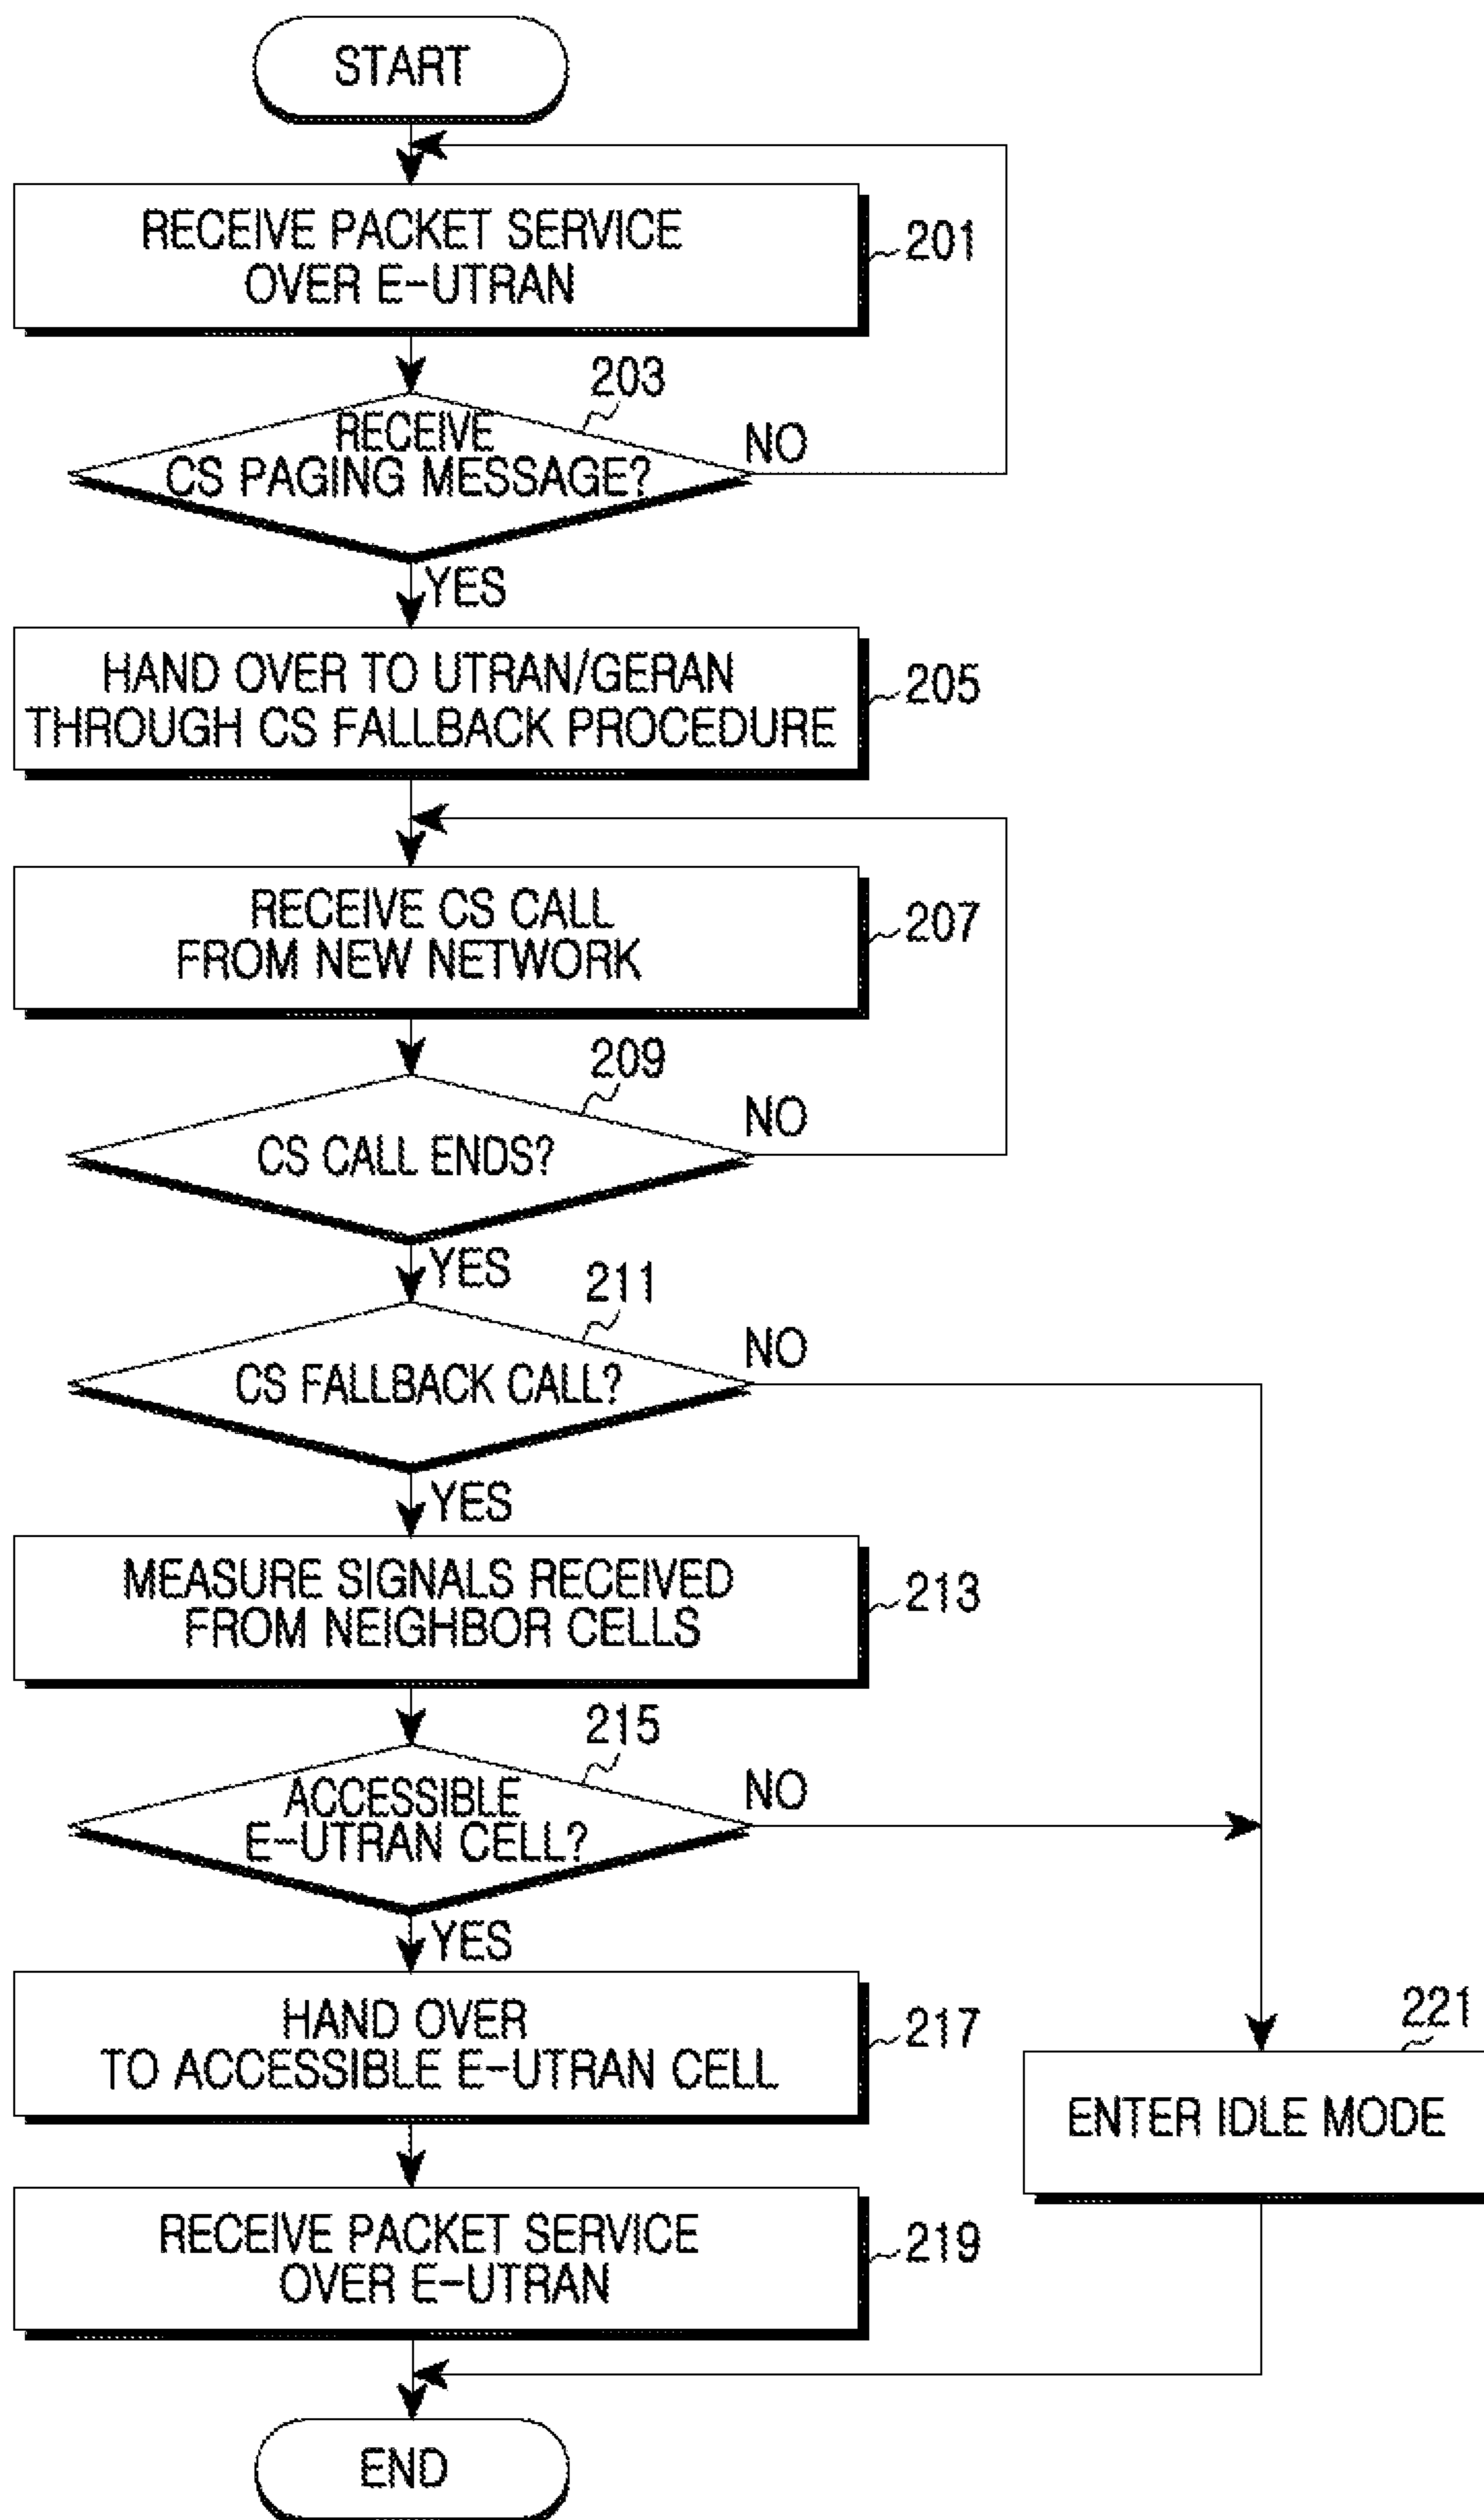 START
RECEIVE PACKET SERVICE
OVER E-UTRAN
201
203
RECEIVE
CS PAGING MESSAGE?
NO
YES
HAND OVER TO UTRAN/GERAN
THROUGH CS FALLBACK PROCEDURE
205
RECEIVE CS CALL
FROM NEW NETWORK
207
209
CS CALL ENDS?
NO
YES
211
CS FALLBACK CALL?
NO
YES
MEASURE SIGNALS RECEIVED
FROM NEIGHBOR CELLS
213
215
ACCESSIBLE
E-UTRAN CELL?
NO
YES
HAND OVER
TO ACCESSIBLE E-UTRAN CELL
217
221
ENTER IDLE MODE
RECEIVE PACKET SERVICE
OVER E-UTRAN
219
END